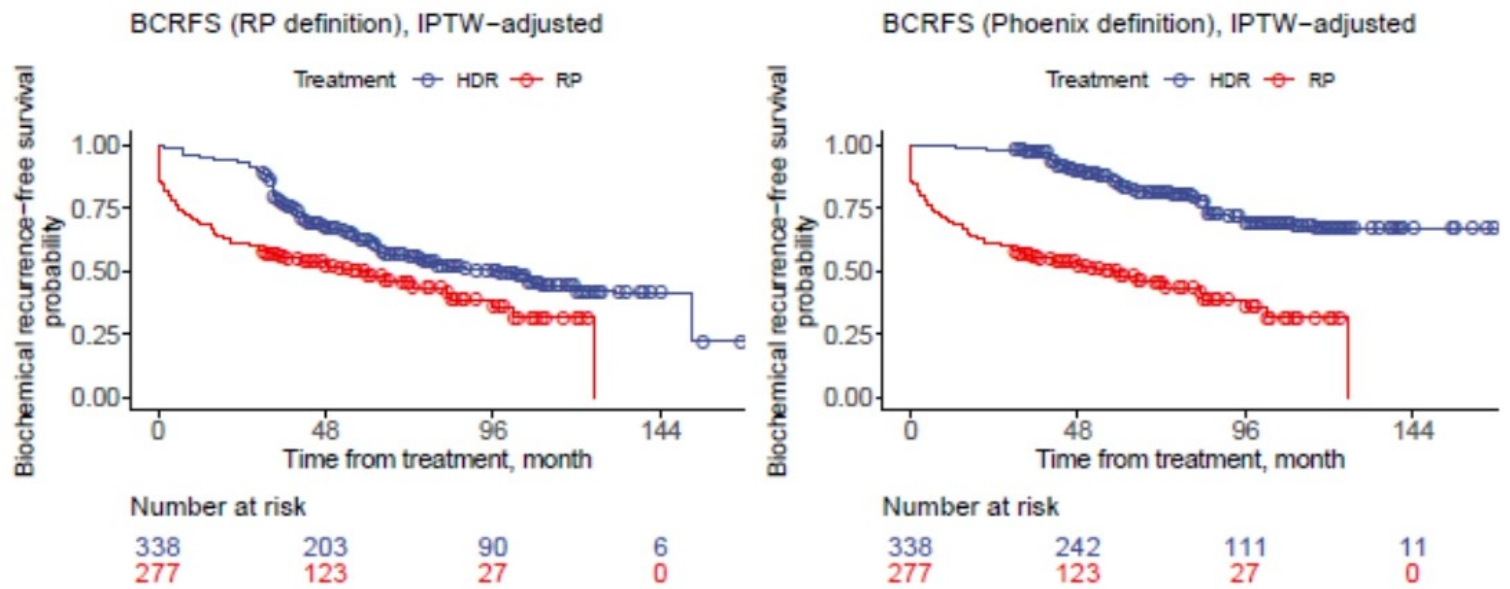 BCRFS (RP definition), IPTW−adjusted
Treatment HDR RP
Biochemical recurrence−free survival
probability
1.00
0.75
0.50
0.25
0.00
0 48 96 144
Time from treatment, month
Number at risk
338 203 90 6
277 123 27 0
BCRFS (Phoenix definition), IPTW−adjusted
Treatment HDR RP
Biochemical recurrence−free survival
probability
1.00
0.75
0.50
0.25
0.00
0 48 96 144
Time from treatment, month
Number at risk
338 242 111 11
277 123 27 0